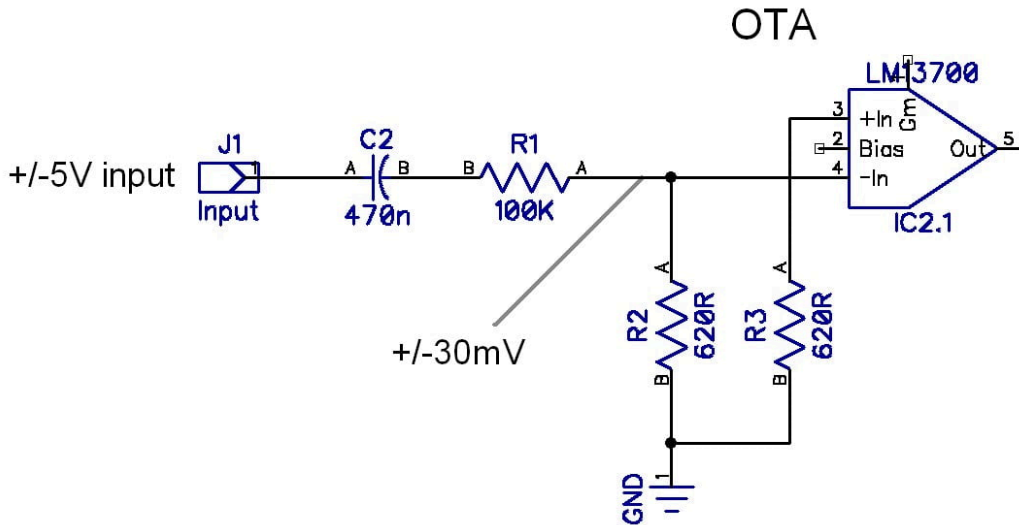 OTA
LM13700
Gm
3
+In
2
Bias
Out
5
4
-In
IC2.1
+/-5V input
J1
1
Input
C2
A
B
470n
R1
B
A
100K
+/-30mV
A
R2
620R
B
A
R3
620R
B
1
GND